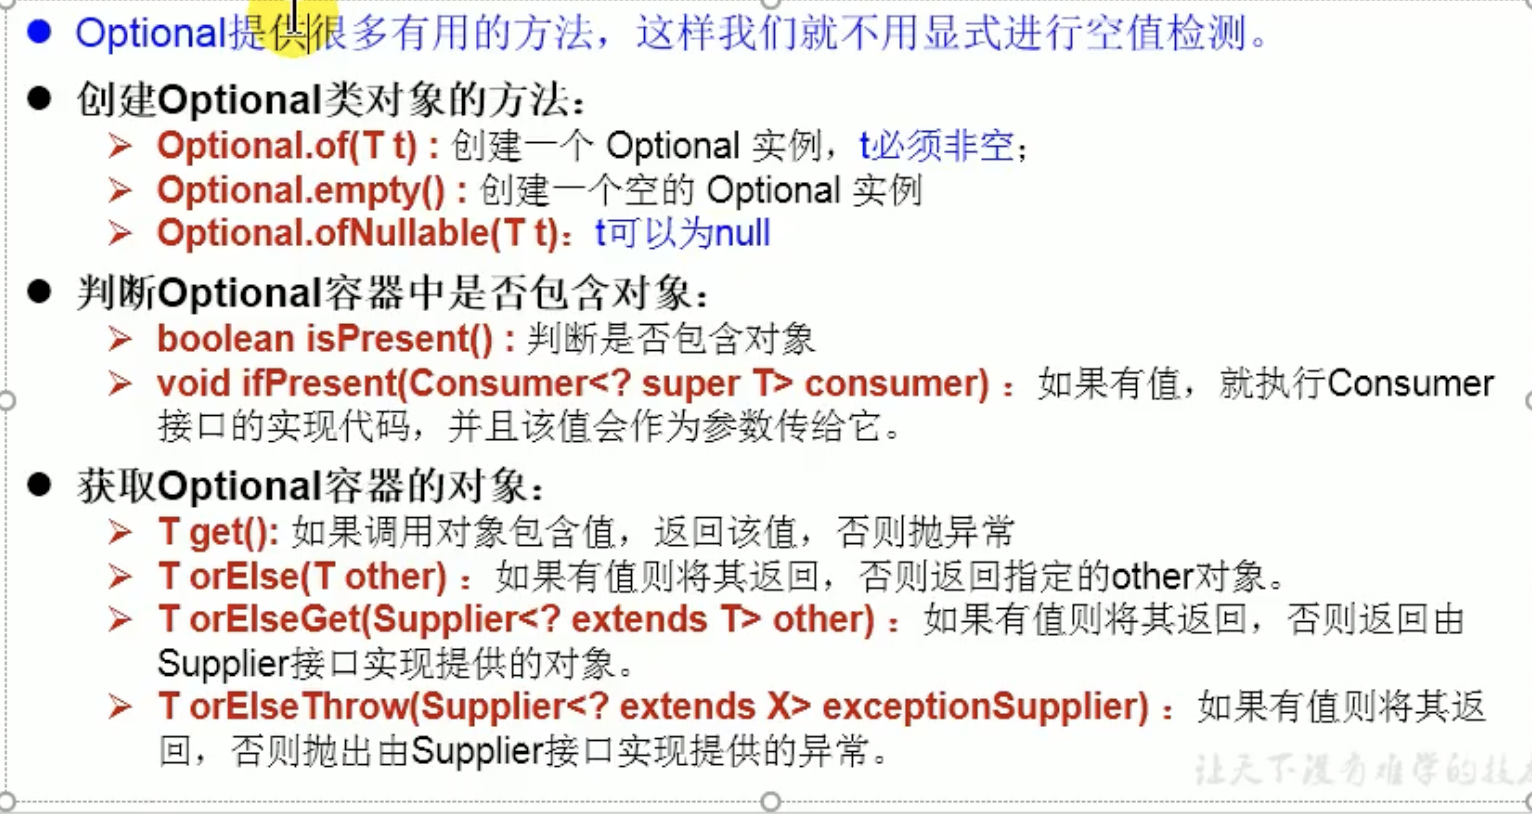 Optional提供很多有用的方法，这样我们就不用显式进行空值检测。
创建Optional类对象的方法：
Optional.of(T t) : 创建一个 Optional 实例，t必须非空；
Optional.empty() : 创建一个空的 Optional 实例
Optional.ofNullable(T t)：t可以为null
判断Optional容器中是否包含对象：
boolean isPresent() : 判断是否包含对象
void ifPresent(Consumer<? super T> consumer) ：如果有值，就执行Consumer
接口的实现代码，并且该值会作为参数传给它。
获取Optional容器的对象：
T get(): 如果调用对象包含值，返回该值，否则抛异常
T orElse(T other) ：如果有值则将其返回，否则返回指定的other对象。
T orElseGet(Supplier<? extends T> other) ：如果有值则将其返回，否则返回由
Supplier接口实现提供的对象。
T orElseThrow(Supplier<? extends X> exceptionSupplier) ：如果有值则将其返
回，否则抛出由Supplier接口实现提供的异常。
让天下没有难学的技